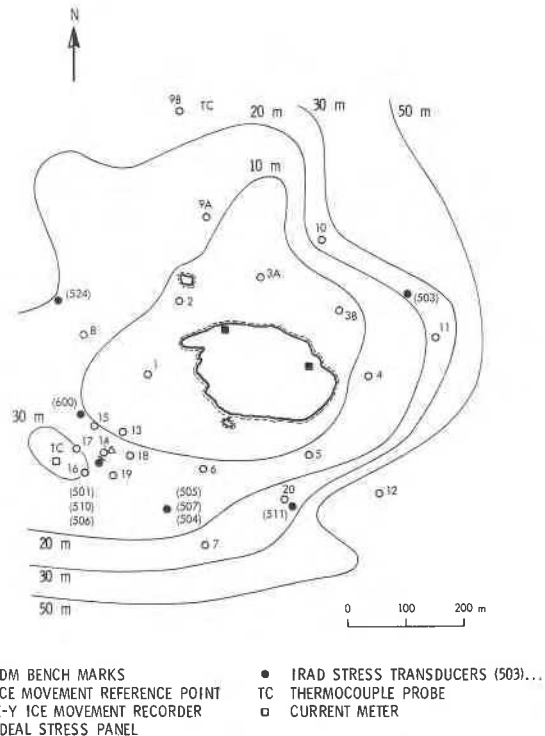 N
9B TC
20 m
30 m
50 m
10 m
9A
10
3A
(524)
2
(503)
3B
11
8
1
4
(600)
15
13
30 m
17
14
TC
18
5
16
19
6
(501)
(510)
(506)
(505)
(507)
(504)
20
(511)
12
20 m
7
30 m
50 m
0 100 200 m
DM BENCH MARKS
CE MOVEMENT REFERENCE POINT
-Y ICE MOVEMENT RECORDER
DEAL STRESS PANEL
IRAD STRESS TRANSDUCERS (503)...
TC THERMOCOUPLE PROBE
CURRENT METER